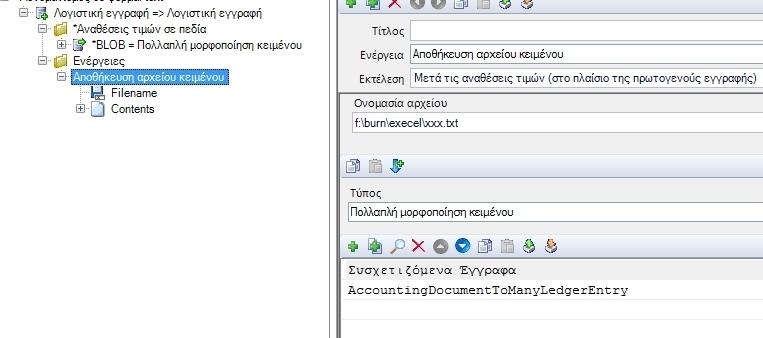 Λογιστική εγγραφή => Λογιστική εγγραφή
*Αναθέσεις τιμών σε πεδία
*BLOB = Πολλαπλή μορφοποίηση κειμένου
Ενέργειες
Αποθήκευση αρχείου κειμένου
Filename
Contents
Τίτλος
Ενέργεια Αποθήκευση αρχείου κειμένου
Εκτέλεση Μετά τις αναθέσεις τιμών (στο πλαίσιο της πρωτογενούς εγγραφής)
Ονομασία αρχείου
f:\burn\execel\xxx.txt
Τύπος
Πολλαπλή μορφοποίηση κειμένου
Συσχετιζόμενα Έγγραφα
AccountingDocumentToManyLedgerEntry